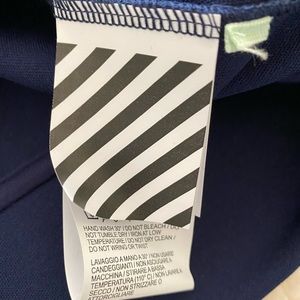 HAND WASH 30° / DO NOT BLEACH / DO
NOT TUMBLE DRY / IRON AT LOW
TEMPERATURE / DO NOT DRY CLEAN /
DO NOT WRING OR TWIST
LAVAGGIO A MANO A 30° / NON USARE
CANDEGGIANTI / NON ASCIUGARE A
MACCHINA / STIRARE A BASSA
TEMPERATURA (110° C) / NON LAVARE A
SECCO / NON STRIZZARE O
ATTORCIGLIARE